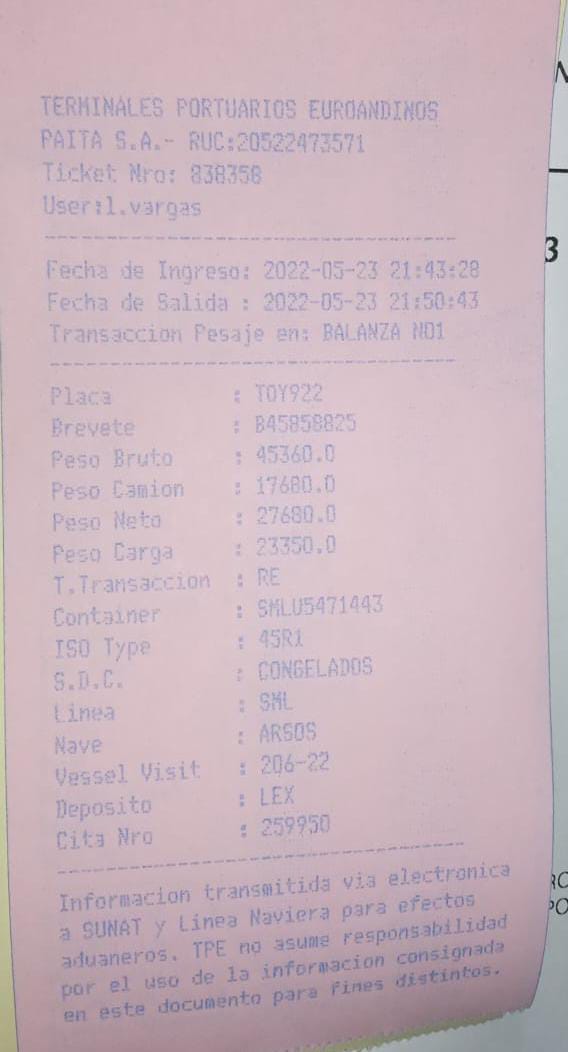 TERMINALES PORTUARIOS EUROANDINOS
PAITA S.A.- RUC:20522473571
Ticket Nro: 838358
User:l.vargas
Fecha de Ingreso: 2022-05-23 21:43:28
Fecha de Salida : 2022-05-23 21:50:43
Transaccion Pesaje en: BALANZA N01
Placa : TOY922
Brevete : B45858825
Peso Bruto : 45360.0
Peso Camion : 17680.0
Peso Neto : 27680.0
Peso Carga : 23350.0
T.Transaccion : RE
Container : SMLU5471443
ISO Type : 45R1
S.D.C. : CONGELADOS
Linea : SML
Nave : ARSOS
Vessel Visit : 206-22
Deposito : LEX
Cita Nro : 259950
Informacion transmitida via electronica
a SUNAT y Linea Naviera para efectos
aduaneros. TPE no asume responsabilidad
por el uso de la informacion consignada
en este documento para fines distintos.